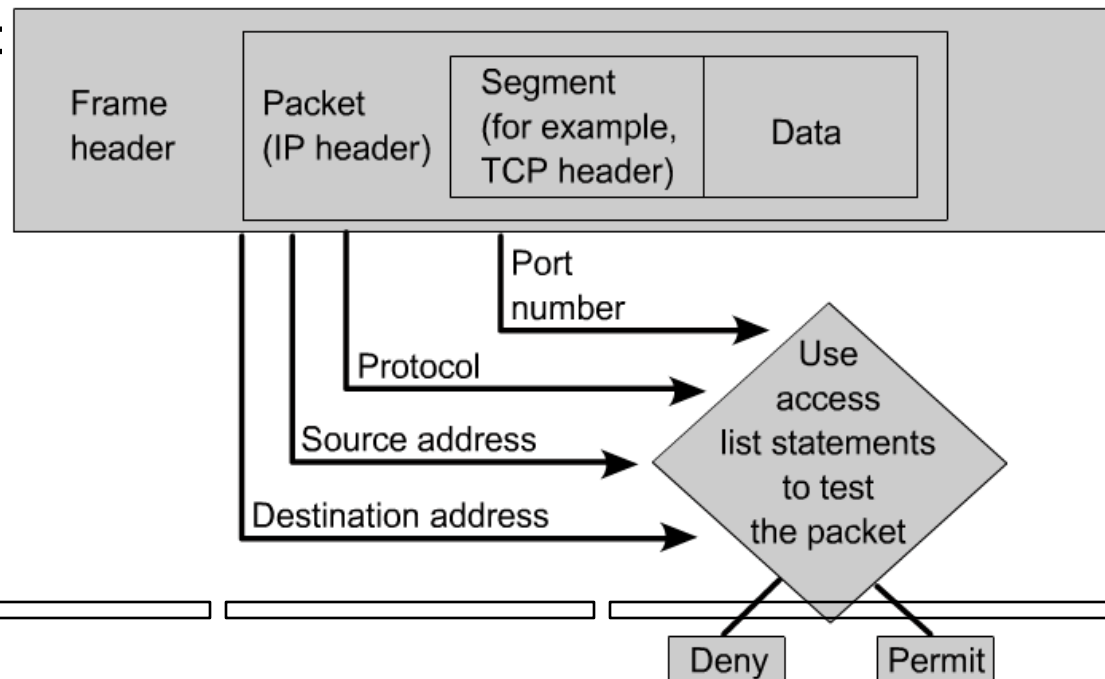 Frame
header
Packet
(IP header)
Segment
(for example,
TCP header)
Data
Port
number
Protocol
Source address
Destination address
Use
access
list statements
to test
the packet
Deny
Permit